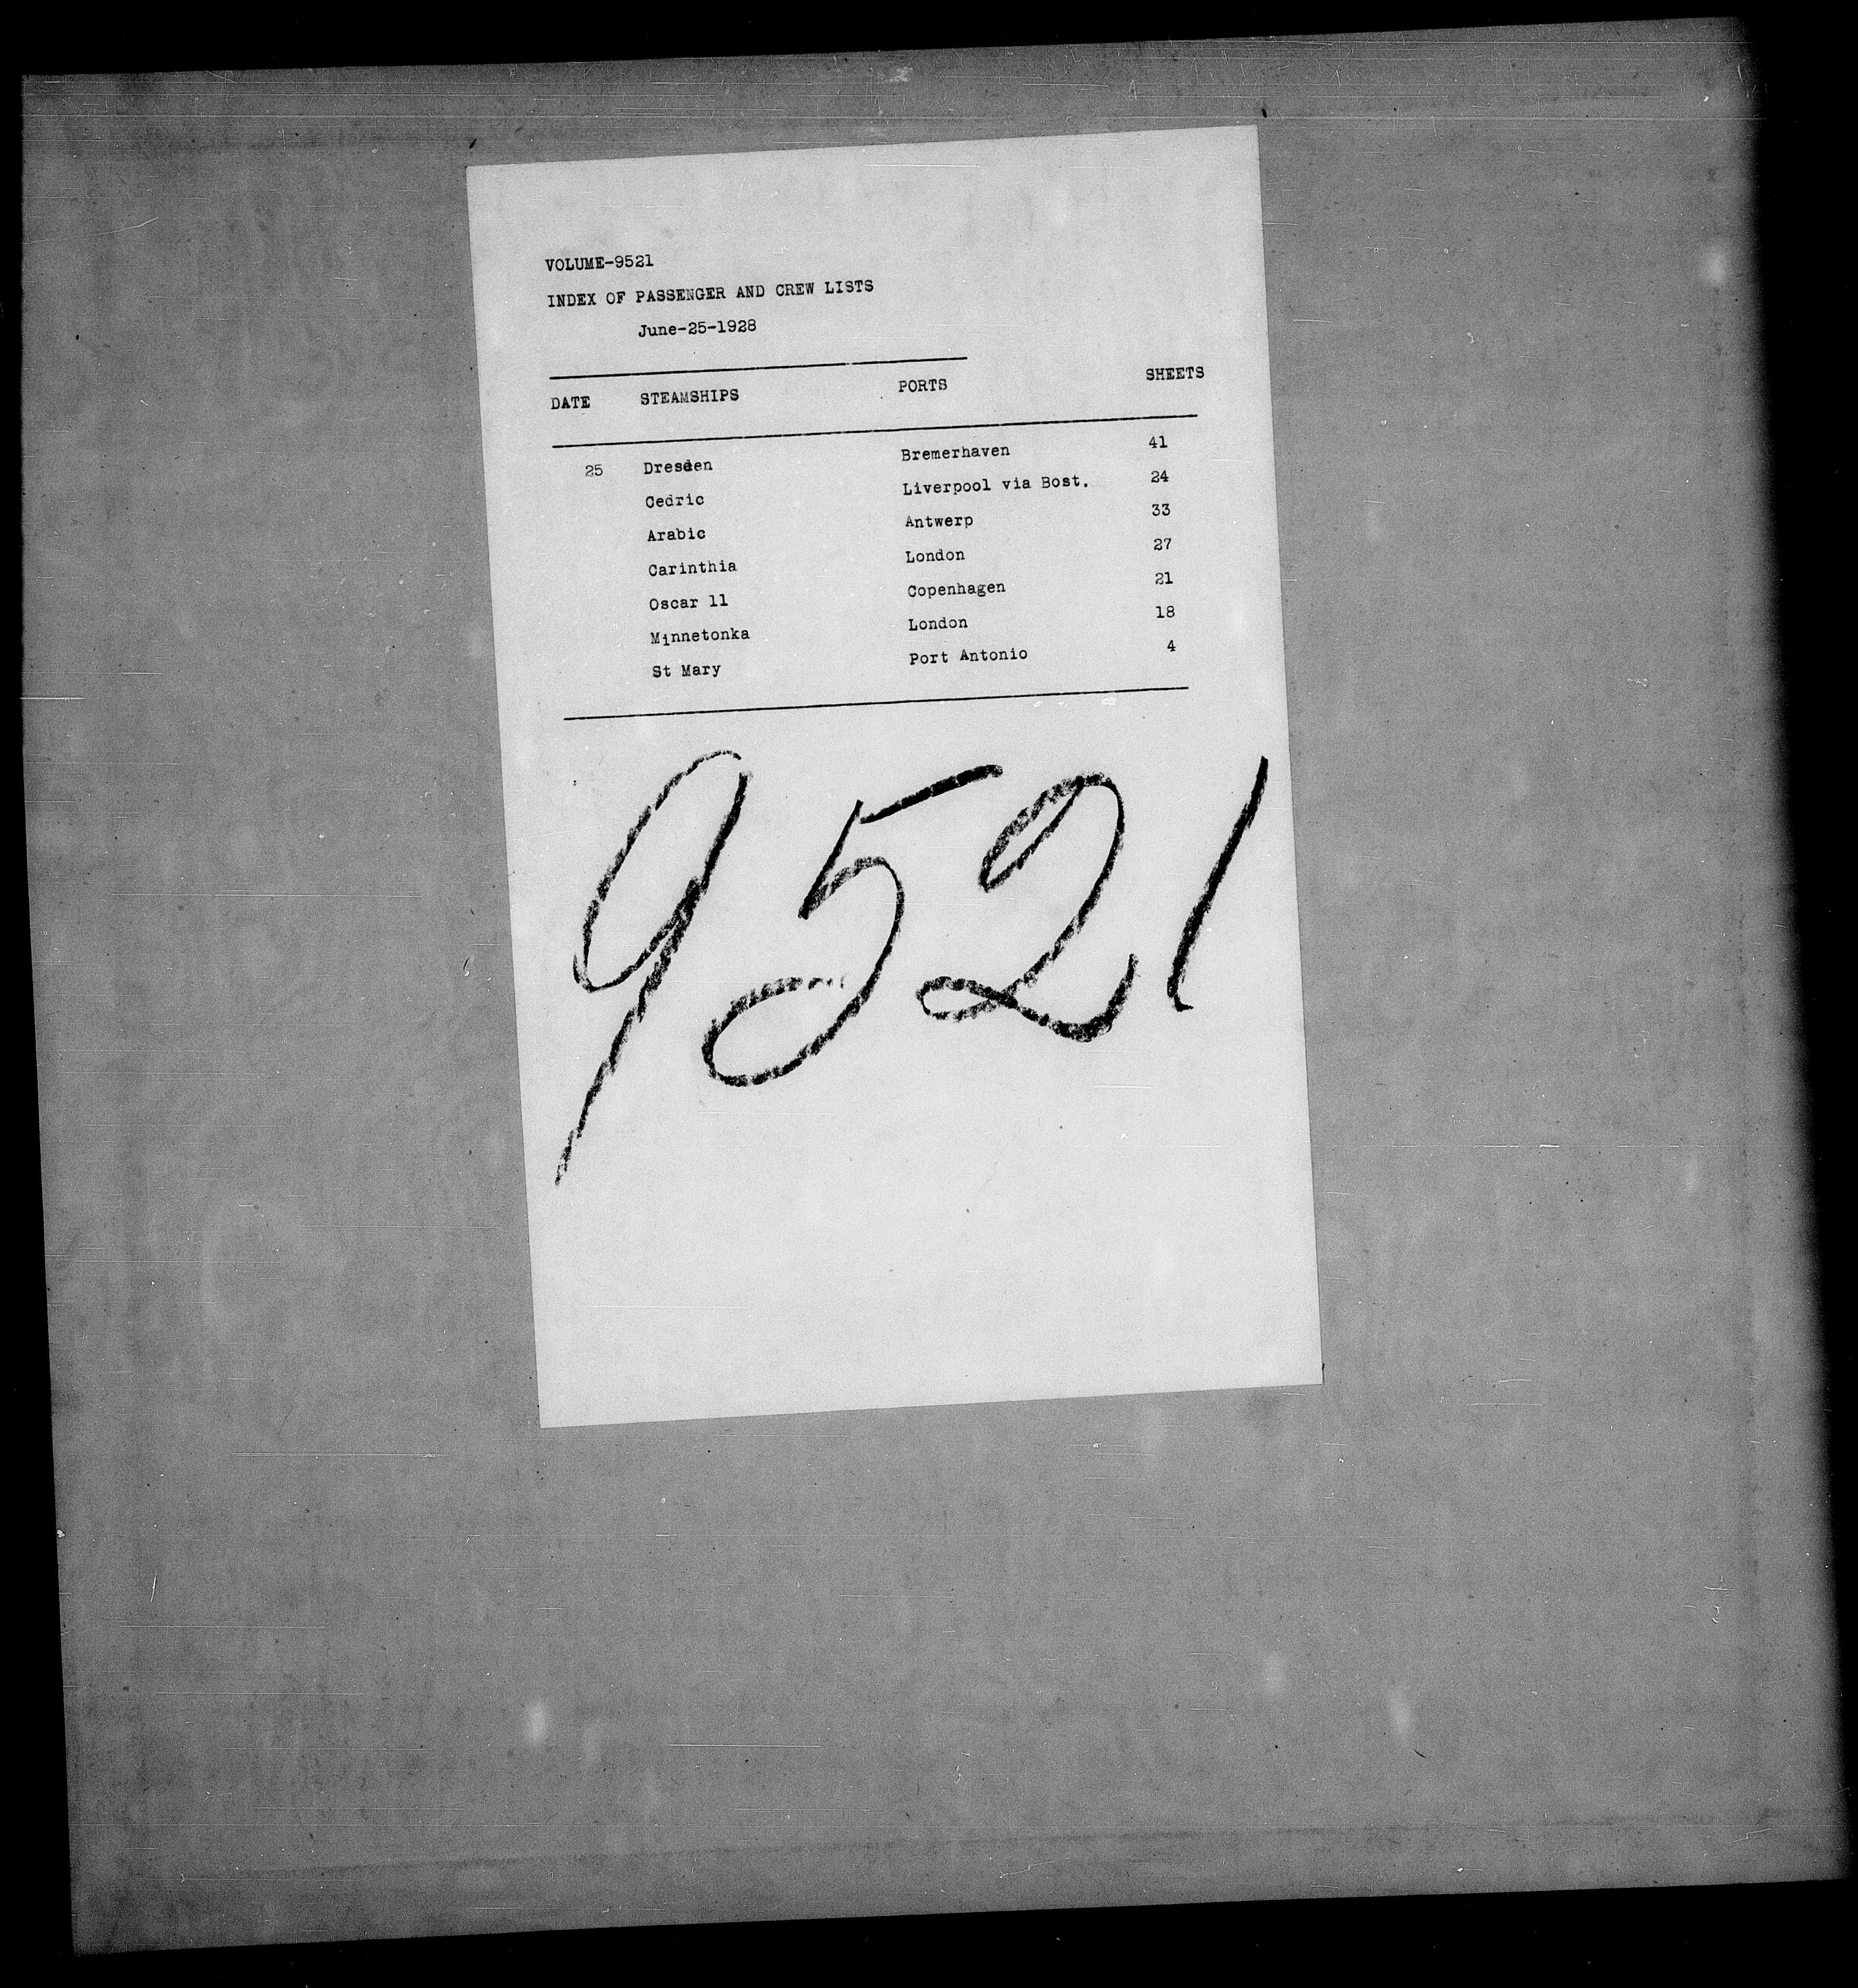 VOLUME-9521
INDEX OF PASSENGER AND CREW LISTS
June-25-1928
DATE STEAMSHIPS PORTS SHEETS
25 Dresden Bremerhaven 41
Cedric Liverpool via Bost. 24
Arabic Antwerp 33
Carinthia London 27
Oscar 11 Copenhagen 21
Minnetonka London 18
St Mary Port Antonio 4
9521